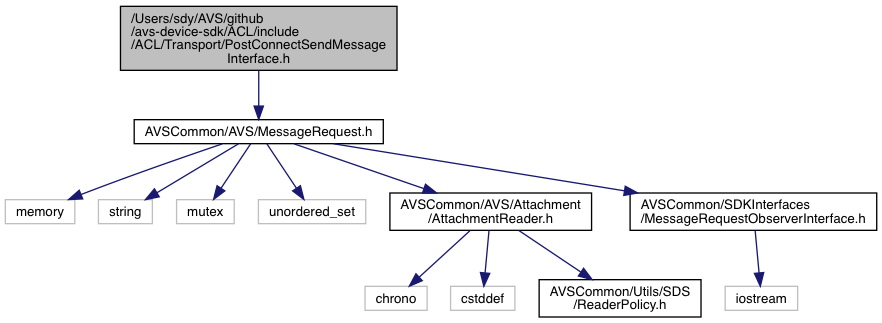 /Users/sdy/AVS/github
/avs-device-sdk/ACL/include
/ACL/Transport/PostConnectSendMessage
Interface.h
AVSCommon/AVS/MessageRequest.h
memory
string
mutex
unordered_set
AVSCommon/AVS/Attachment
/AttachmentReader.h
AVSCommon/SDKInterfaces
/MessageRequestObserverInterface.h
chrono
cstddef
AVSCommon/Utils/SDS
/ReaderPolicy.h
iostream